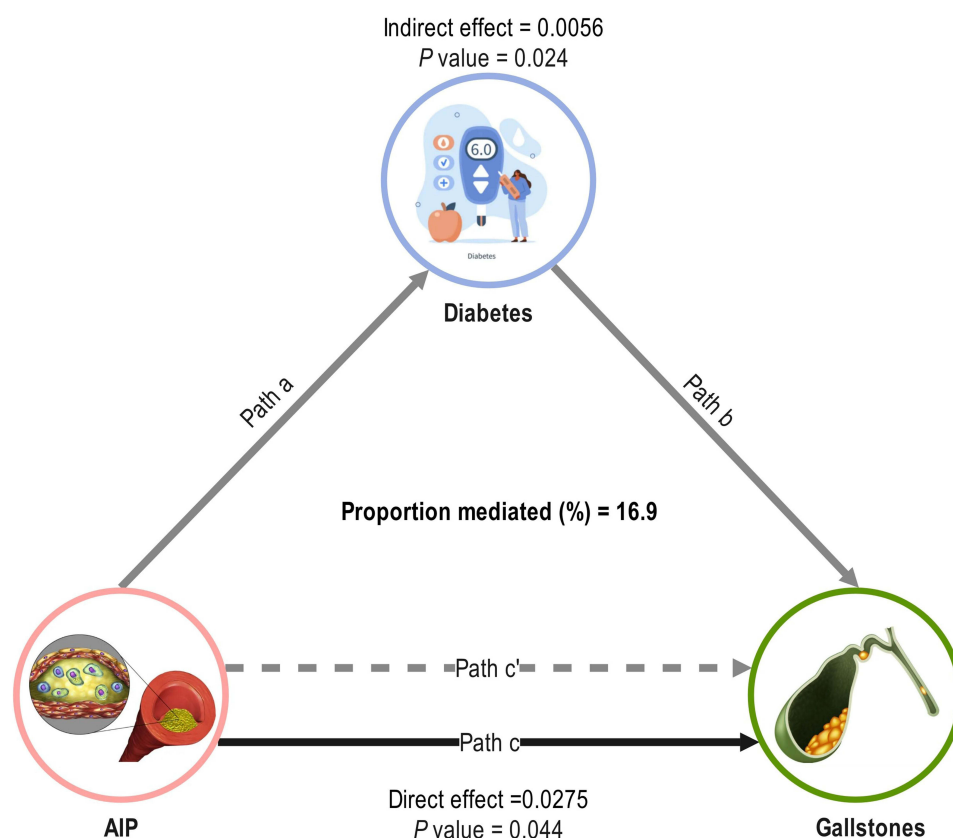 Indirect effect = 0.0056
P value = 0.024
6.0
Diabetes
Diabetes
Path a
Path b
Proportion mediated (%) = 16.9
Path c'
Path c
Direct effect =0.0275
P value = 0.044
AIP
Gallstones